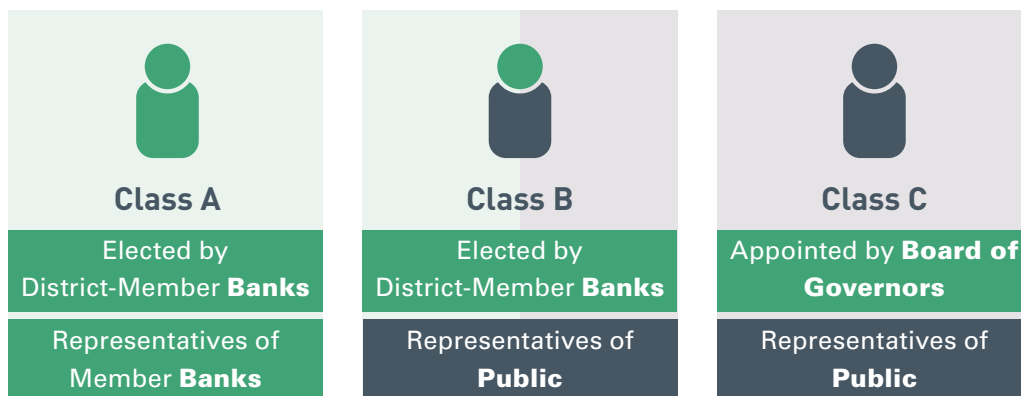 Class A
Elected by
District-Member Banks
Representatives of
Member Banks
Class B
Elected by
District-Member Banks
Representatives of
Public
Class C
Appointed by Board of
Governors
Representatives of
Public